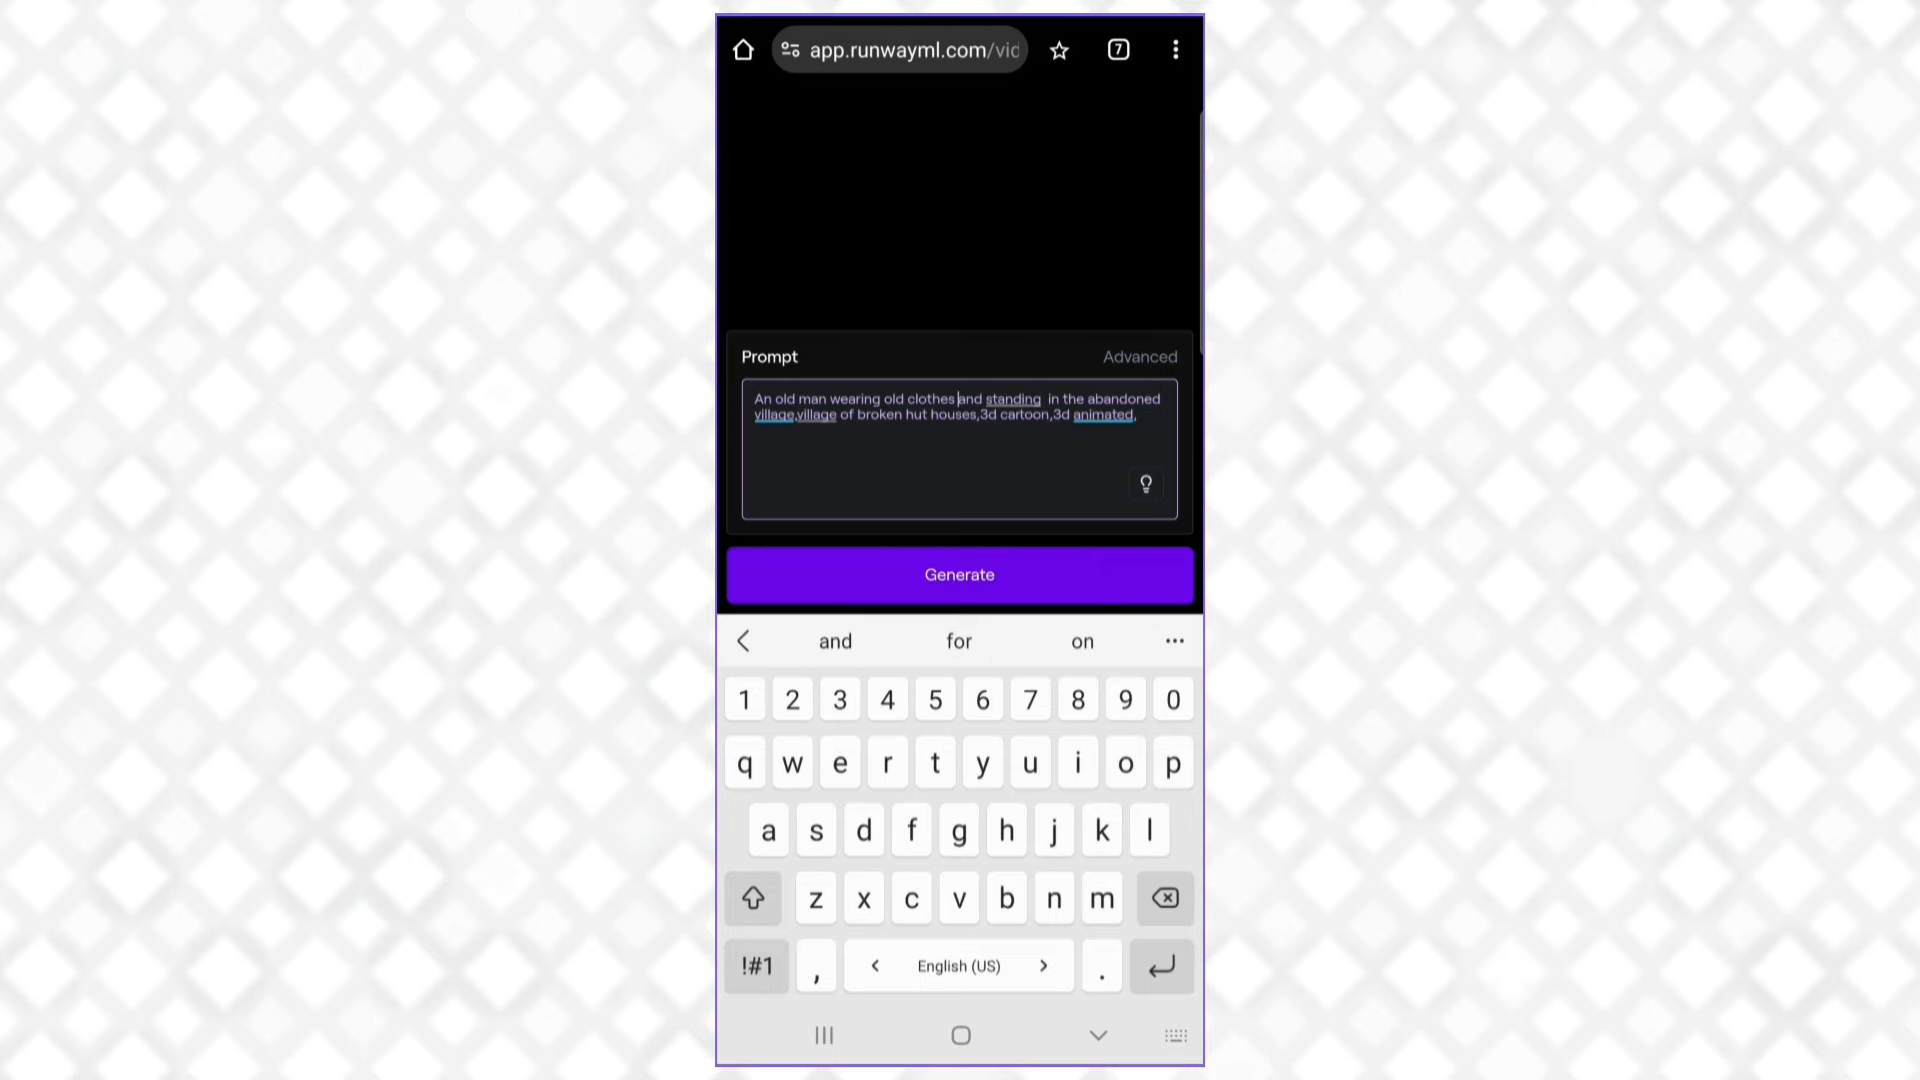 app.runwayml.com/vid
7
Prompt
Advanced
An old man wearing old clothes and standing  in the abandoned
village,village of broken hut houses,3d cartoon,3d animated,
Generate
and for on
1 2 3 4 5 6 7 8 9 0
q w e r t y u i o p
a s d f g h j k l
z x c v b n m
!#1 , < English (US) > .